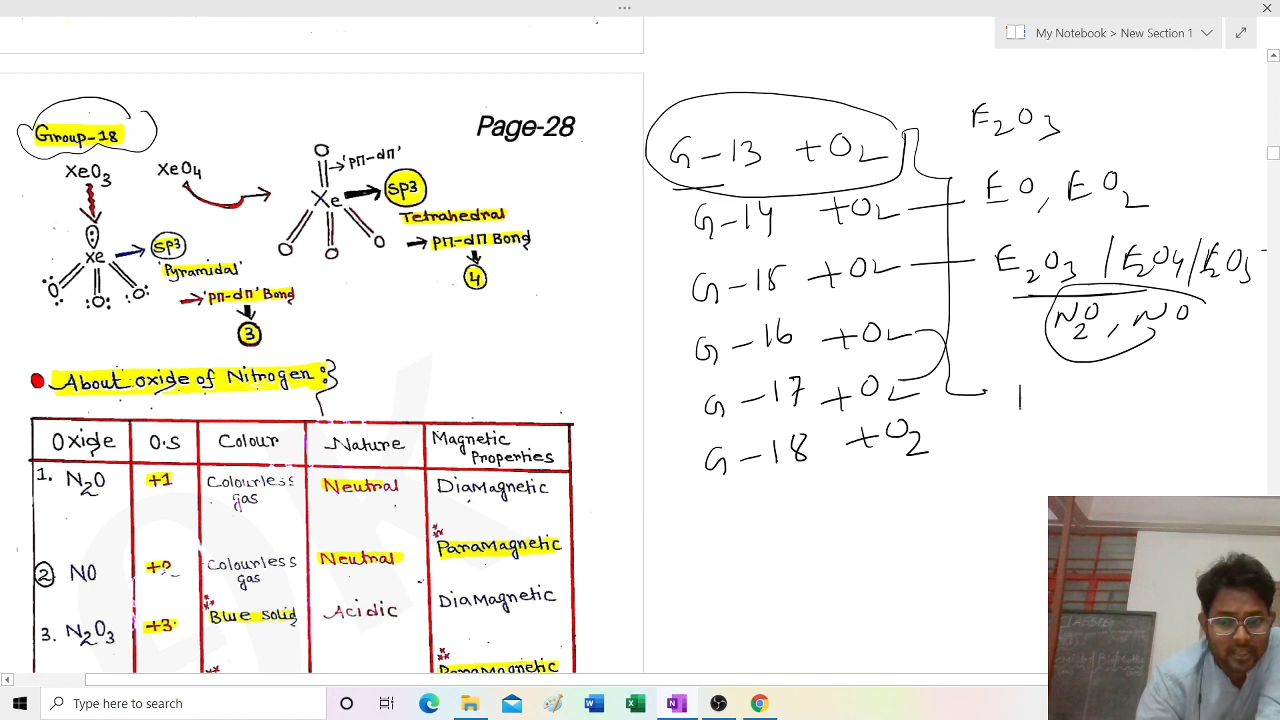 My Notebook > New Section 1
Group-18
Page-28
XeO3
XeO4
O
'pπ-dπ'
Xe
sp3
Tetrahedral
pπ-dπ Bond
4
O
O
O
Xe
sp3
'Pyramidal'
'pπ-dπ' Bond
3
O
O
O
About oxide of Nitrogen:
Oxide O.S Colour Nature Magnetic Properties
1. N2O +1 Colourless gas Neutral DiaMagnetic
2 NO +2 Colourless gas Neutral ParaMagnetic
3. N2O3 +3 Blue solid Acidic DiaMagnetic
ParaMagnetic
G-13 + O2
E2O3
G-14 + O2
EO, EO2
G-15 + O2
E2O3 / E2O4 / E2O5
N2O, NO
G-16 + O2
G-17 + O2
G-18 + O2
Type here to search